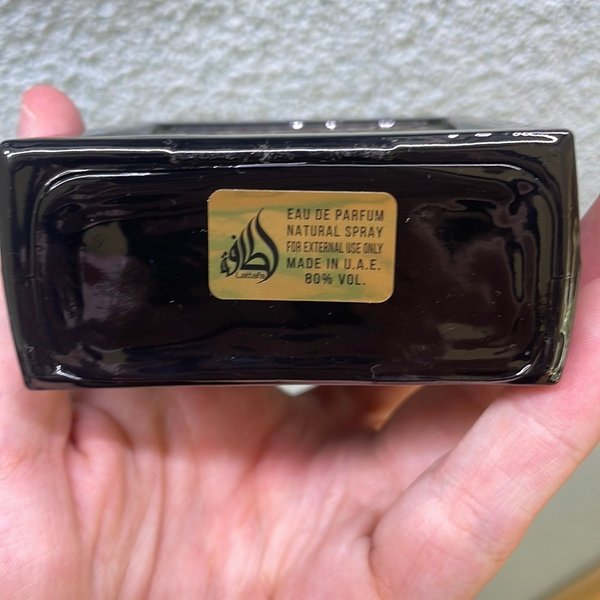 لطافة
Lattafa
EAU DE PARFUM
NATURAL SPRAY
FOR EXTERNAL USE ONLY
MADE IN U.A.E.
80% VOL.